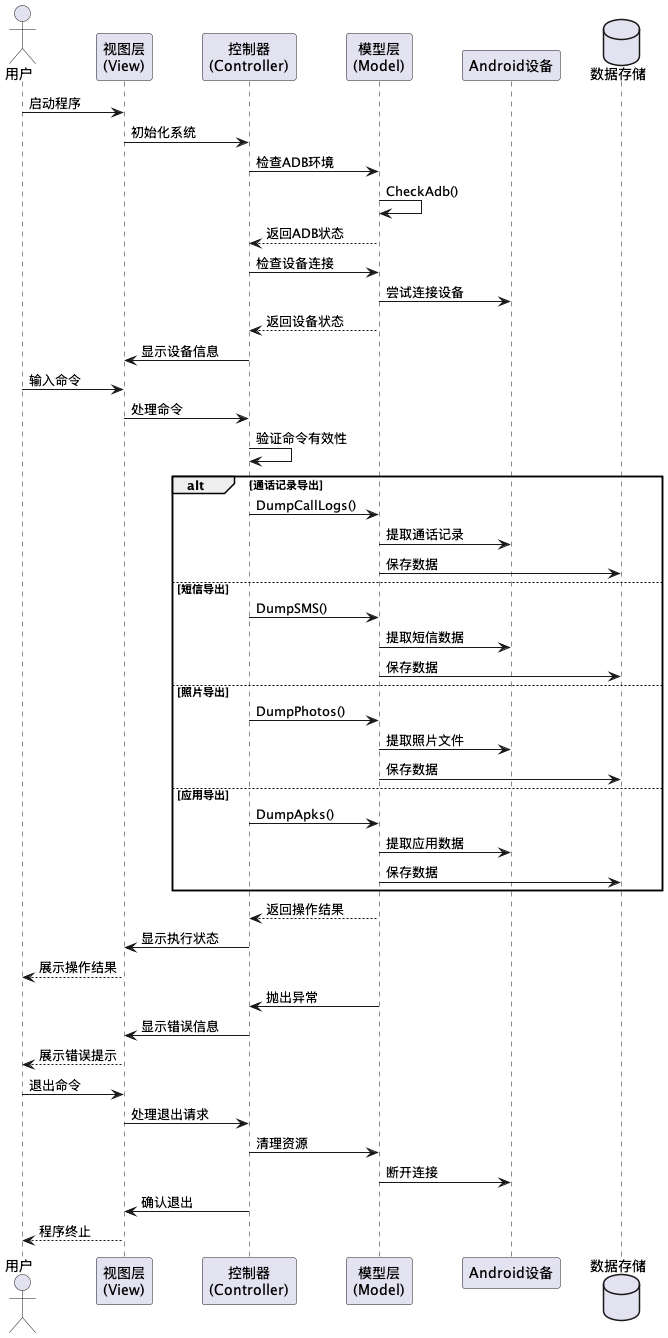 用户
视图层
(View)
控制器
(Controller)
模型层
(Model)
Android设备
数据存储
启动程序
初始化系统
检查ADB环境
CheckAdb()
返回ADB状态
检查设备连接
尝试连接设备
返回设备状态
显示设备信息
输入命令
处理命令
验证命令有效性
alt
[通话记录导出]
DumpCallLogs()
提取通话记录
保存数据
[短信导出]
DumpSMS()
提取短信数据
保存数据
[照片导出]
DumpPhotos()
提取照片文件
保存数据
[应用导出]
DumpApks()
提取应用数据
保存数据
返回操作结果
显示执行状态
展示操作结果
抛出异常
显示错误信息
展示错误提示
退出命令
处理退出请求
清理资源
断开连接
确认退出
程序终止
用户
视图层
(View)
控制器
(Controller)
模型层
(Model)
Android设备
数据存储